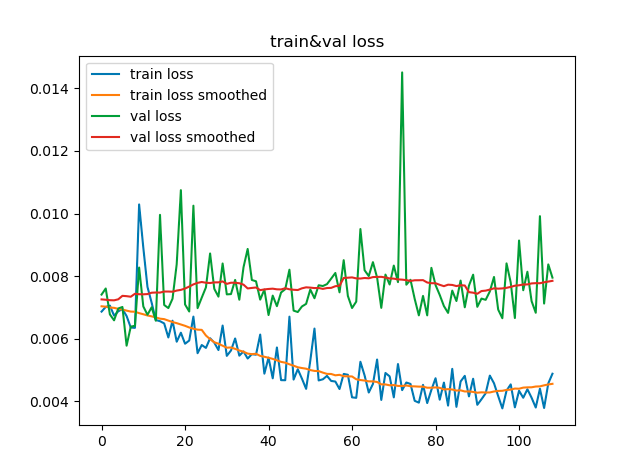 train&val loss
train loss
train loss smoothed
val loss
val loss smoothed
0.014
0.012
0.010
0.008
0.006
0.004
0 20 40 60 80 100